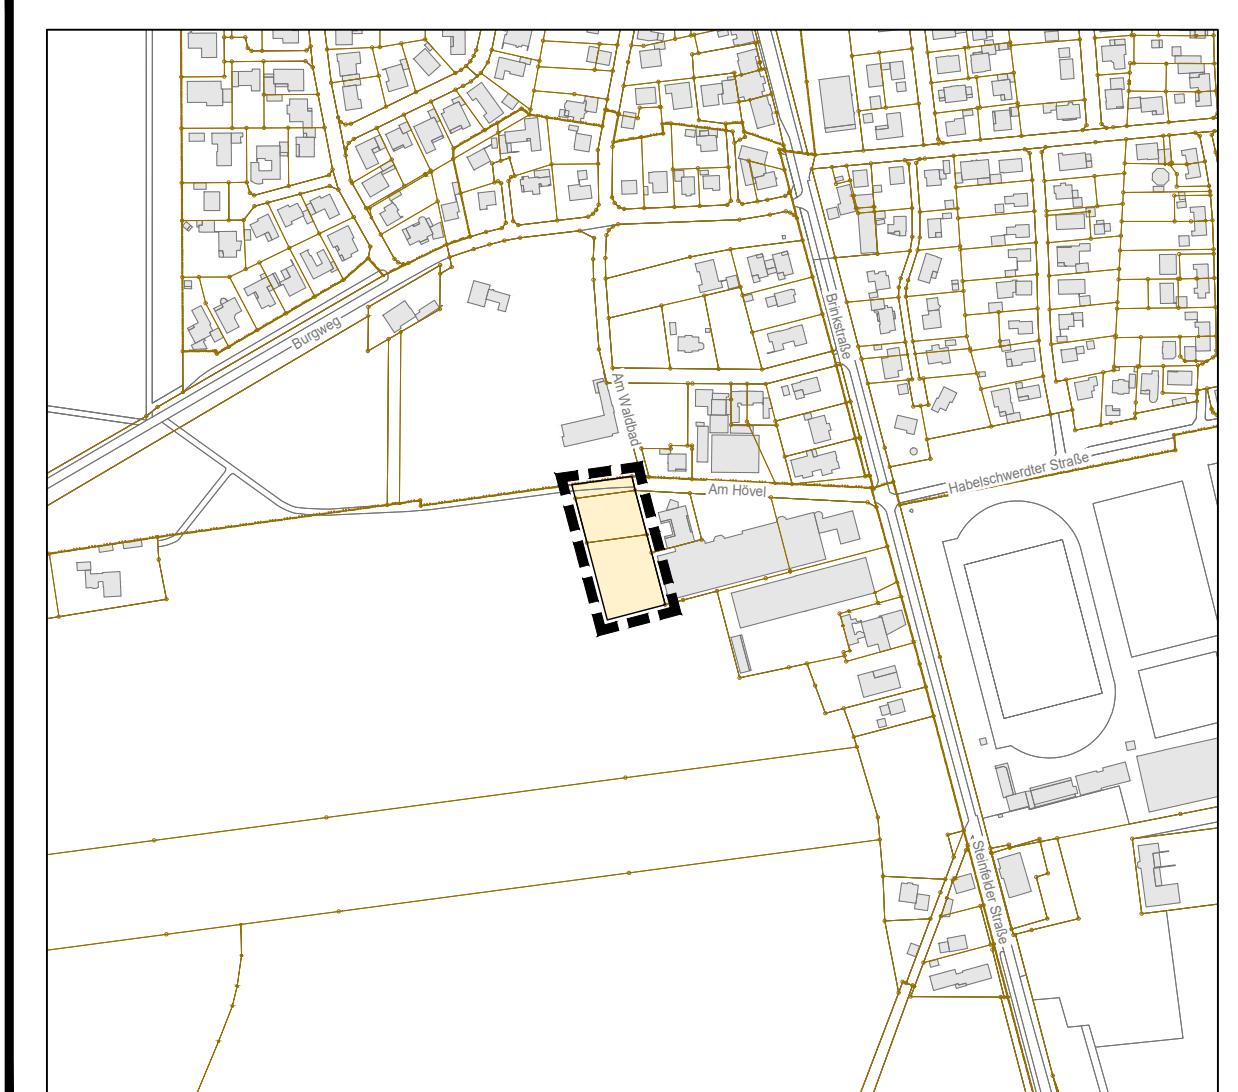 Burgweg
Brinkstraße
Am Waldbad
Am Hövel
Habelschwerdter Straße
Steinfelder Straße